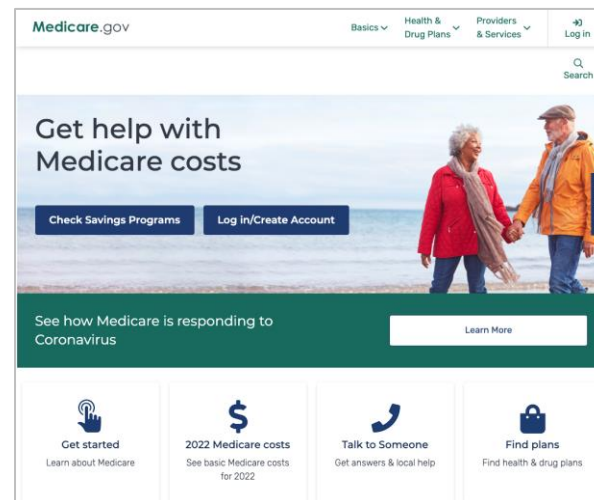 Medicare.gov
Basics
Health &
Drug Plans
Providers
& Services
Log in
Search
Get help with
Medicare costs
Check Savings Programs
Log in/Create Account
See how Medicare is responding to
Coronavirus
Learn More
Get started
Learn about Medicare
2022 Medicare costs
See basic Medicare costs
for 2022
Talk to Someone
Get answers & local help
Find plans
Find health & drug plans